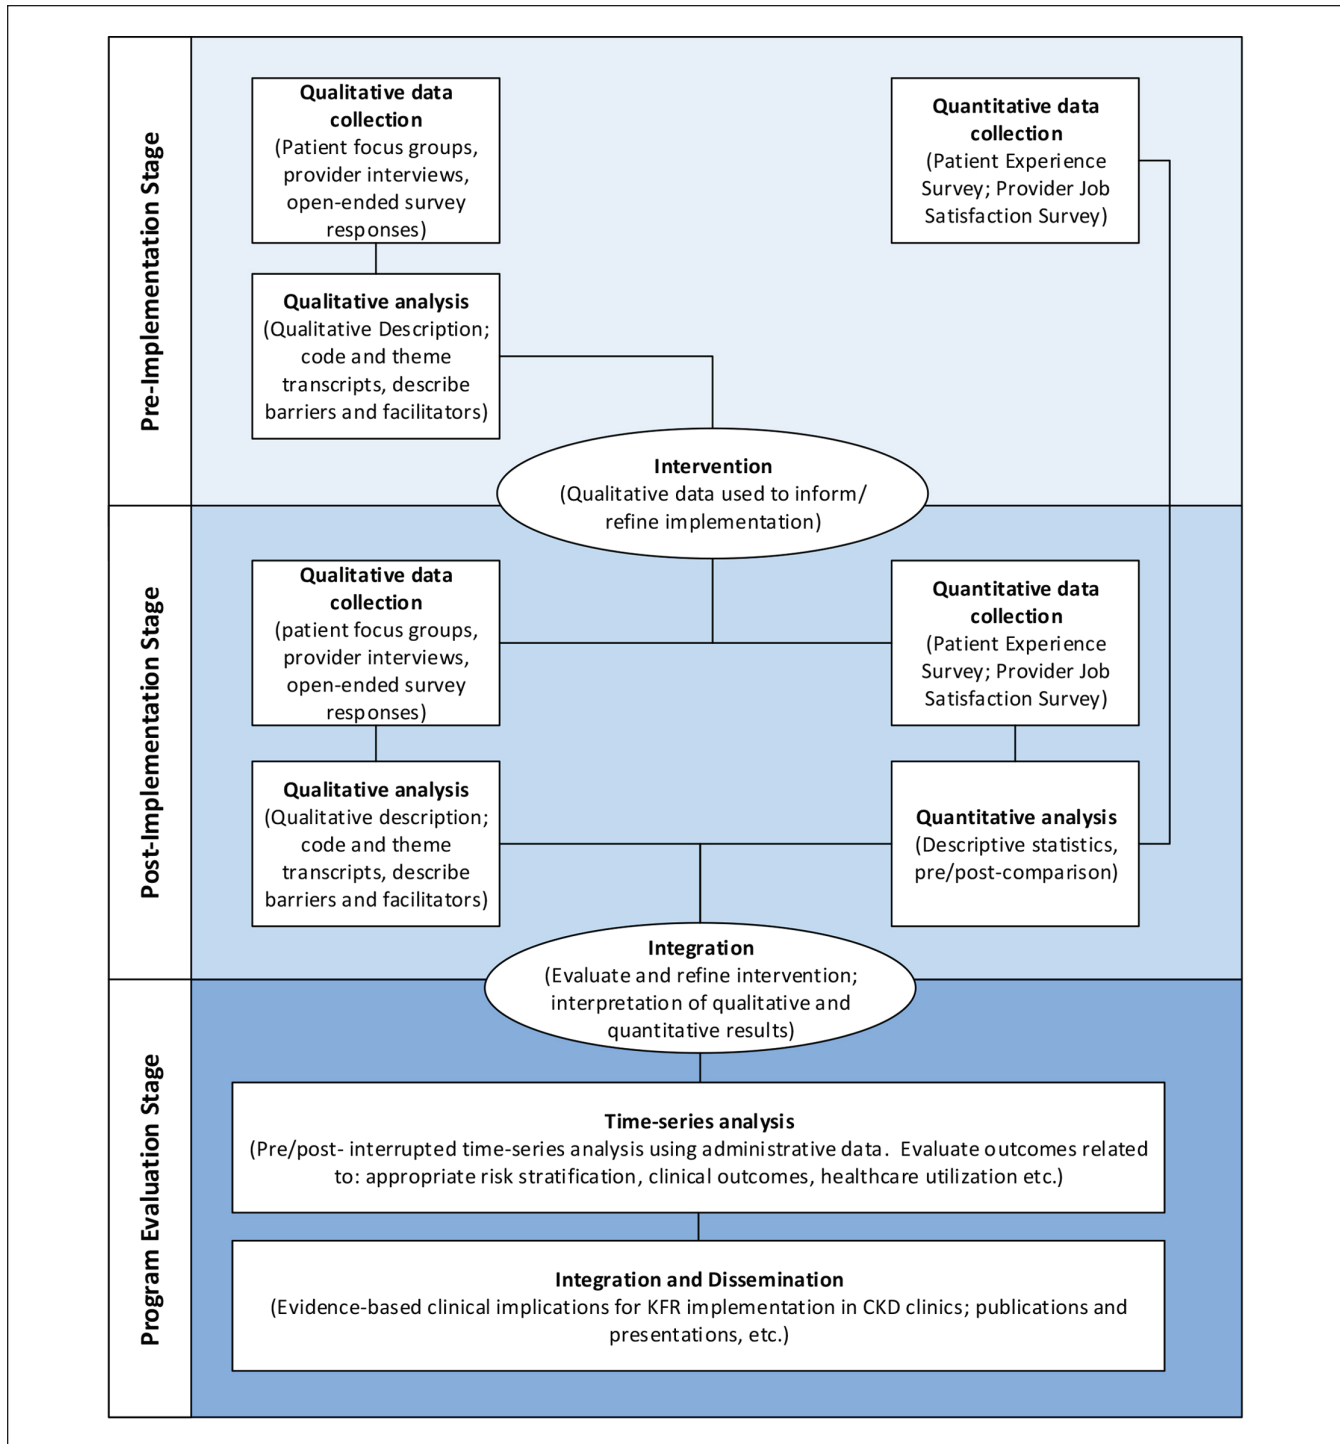 Pre-Implementation Stage
Qualitative data
collection
(Patient focus groups,
provider interviews,
open-ended survey
responses)
Quantitative data
collection
(Patient Experience
Survey; Provider Job
Satisfaction Survey)
Qualitative analysis
(Qualitative Description;
code and theme
transcripts, describe
barriers and facilitators)
Intervention
(Qualitative data used to inform/
refine implementation)
Post-Implementation Stage
Qualitative data
collection
(patient focus groups,
provider interviews,
open-ended survey
responses)
Quantitative data
collection
(Patient Experience
Survey; Provider Job
Satisfaction Survey)
Qualitative analysis
(Qualitative description;
code and theme
transcripts, describe
barriers and facilitators)
Quantitative analysis
(Descriptive statistics,
pre/post-comparison)
Integration
(Evaluate and refine intervention;
interpretation of qualitative and
quantitative results)
Program Evaluation Stage
Time-series analysis
(Pre/post- interrupted time-series analysis using administrative data.  Evaluate outcomes related
to: appropriate risk stratification, clinical outcomes, healthcare utilization etc.)
Integration and Dissemination
(Evidence-based clinical implications for KFR implementation in CKD clinics; publications and
presentations, etc.)